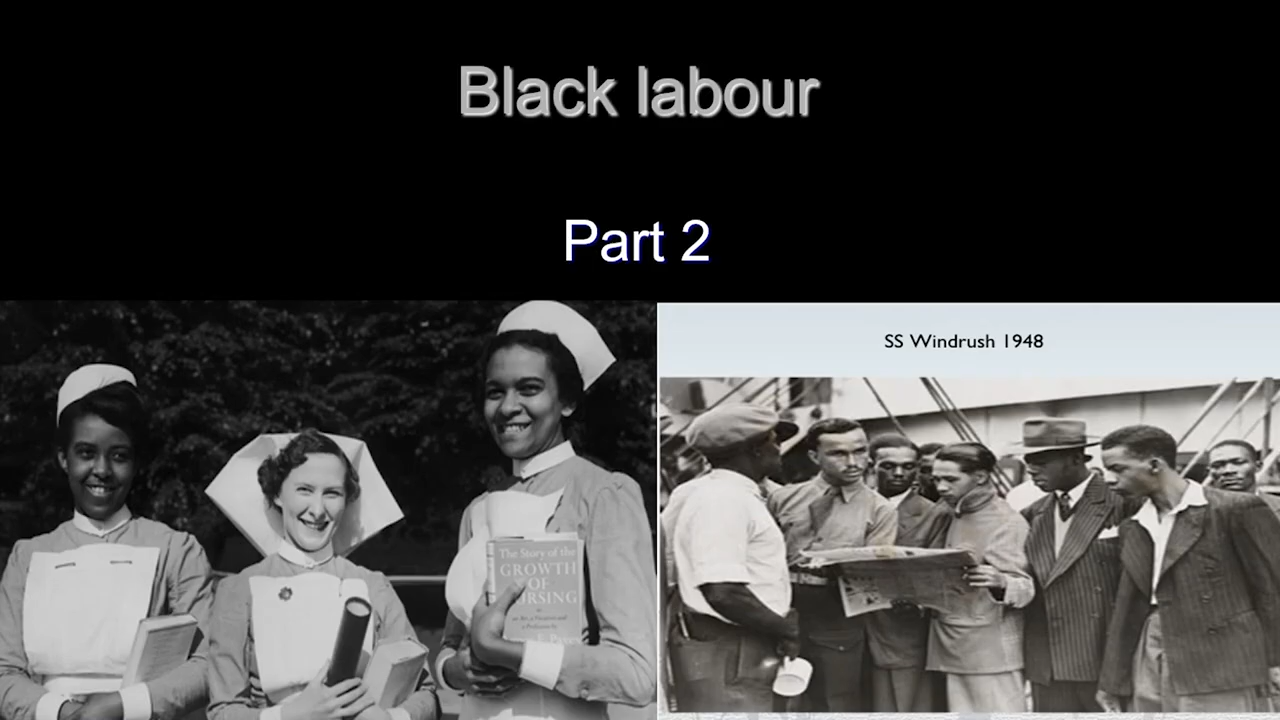 Black labour
Part 2
SS Windrush 1948
The Story of the
GROWTH
OF
NURSING